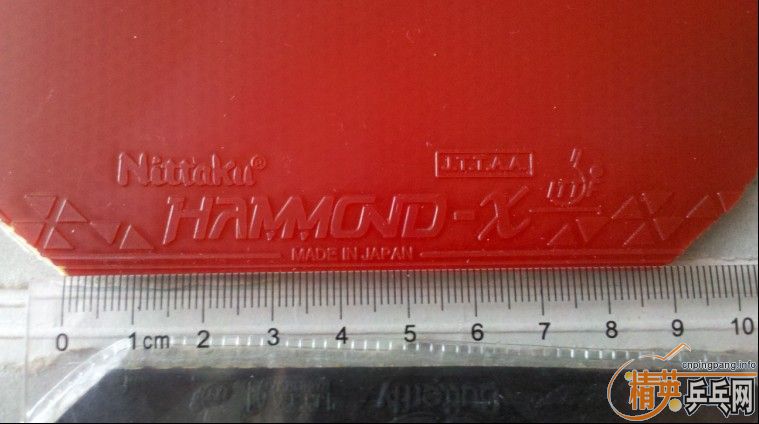 Nittaku®
J.T.T.A.A.
ITTF
HAMMOND-X
MADE IN JAPAN
0 1cm 2 3 4 5 6 7 8 9 10
cnpingpang.info
精英乒乓网